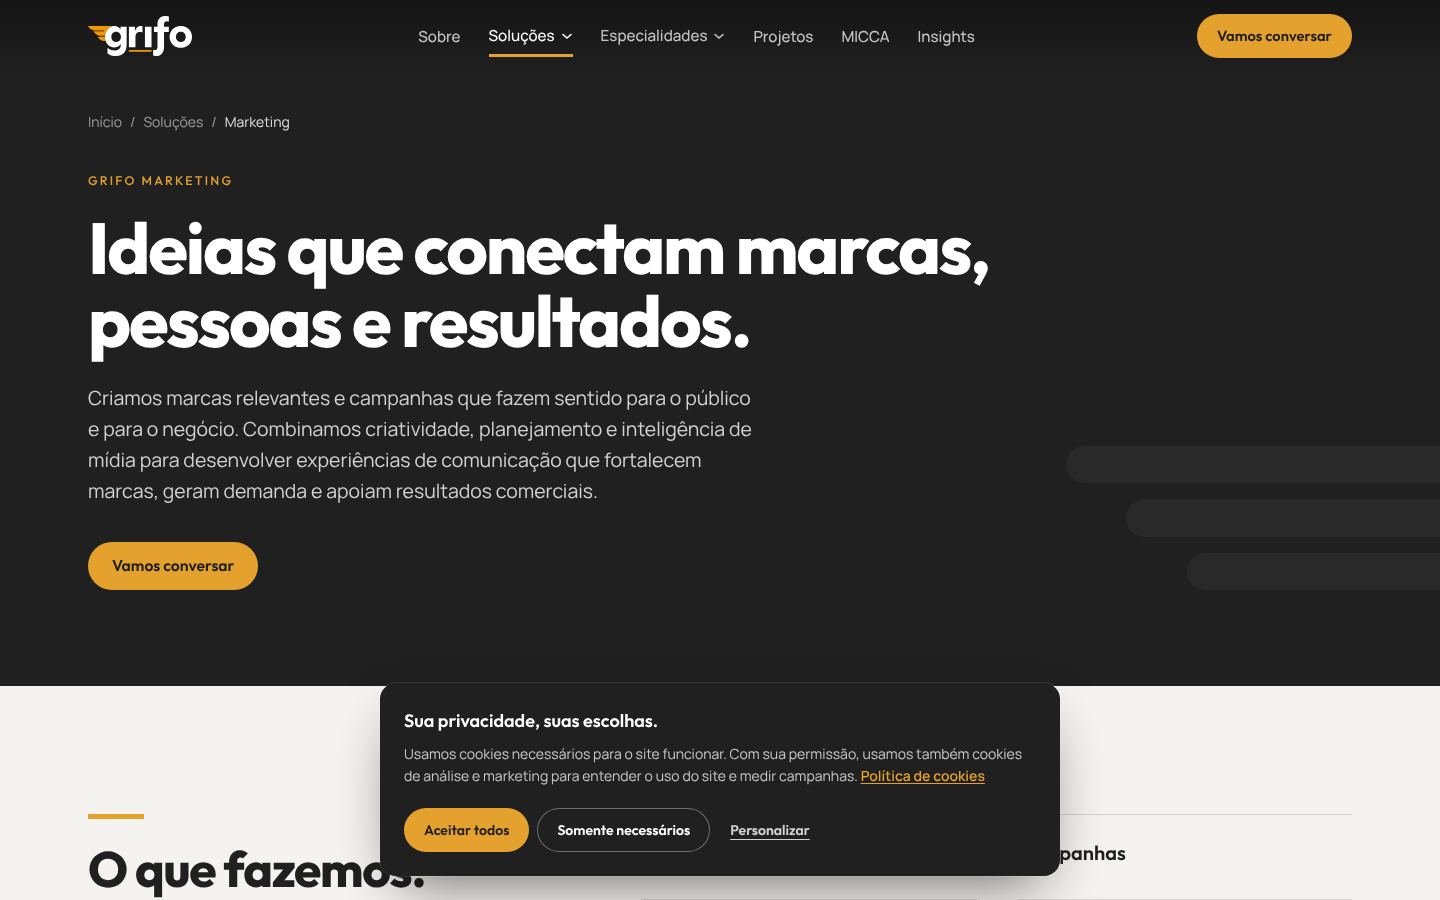 grifo
Sobre
Soluções
Especialidades
Projetos
MICCA
Insights
Vamos conversar
Início / Soluções / Marketing
GRIFO MARKETING
Ideias que conectam marcas,
pessoas e resultados.
Criamos marcas relevantes e campanhas que fazem sentido para o público
e para o negócio. Combinamos criatividade, planejamento e inteligência de
mídia para desenvolver experiências de comunicação que fortalecem
marcas, geram demanda e apoiam resultados comerciais.
Vamos conversar
Sua privacidade, suas escolhas.
Usamos cookies necessários para o site funcionar. Com sua permissão, usamos também cookies
de análise e marketing para entender o uso do site e medir campanhas. Política de cookies
Aceitar todos
Somente necessários
Personalizar
O que fazemos.
panhas